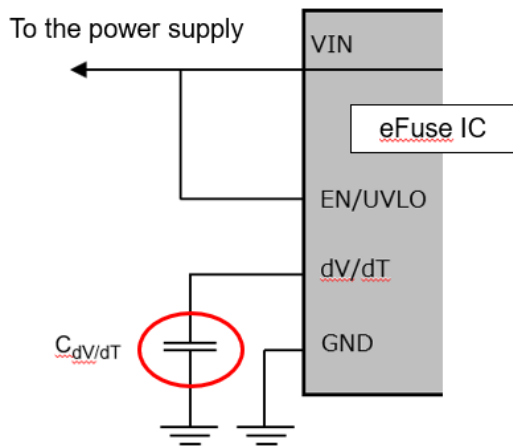 To the power supply
VIN
eFuse IC
EN/UVLO
dV/dT
CdV/dT
GND